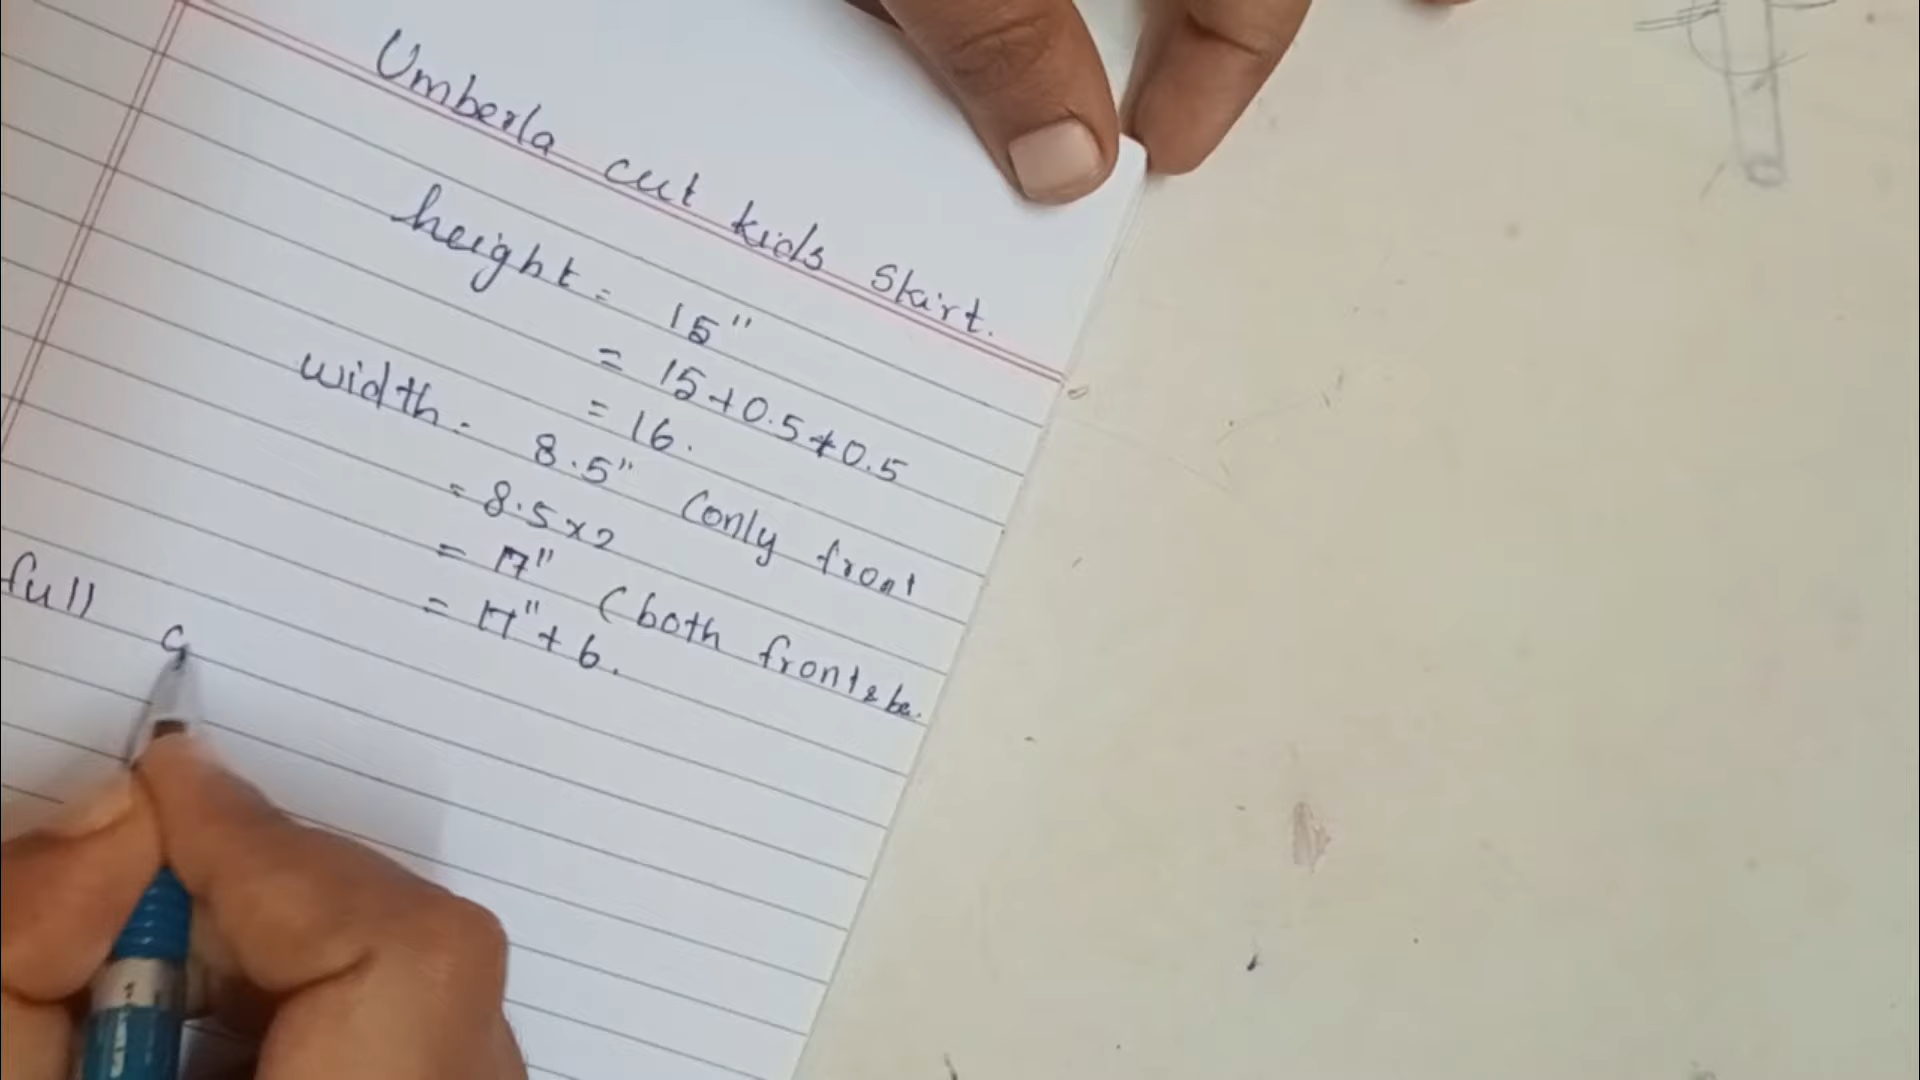 Umberla cut kids skirt.
height = 15"
= 15+0.5+0.5
= 16.
width = 8.5" (only front
= 8.5x2
= 17" (both front & ba.
= 17"+6.
full